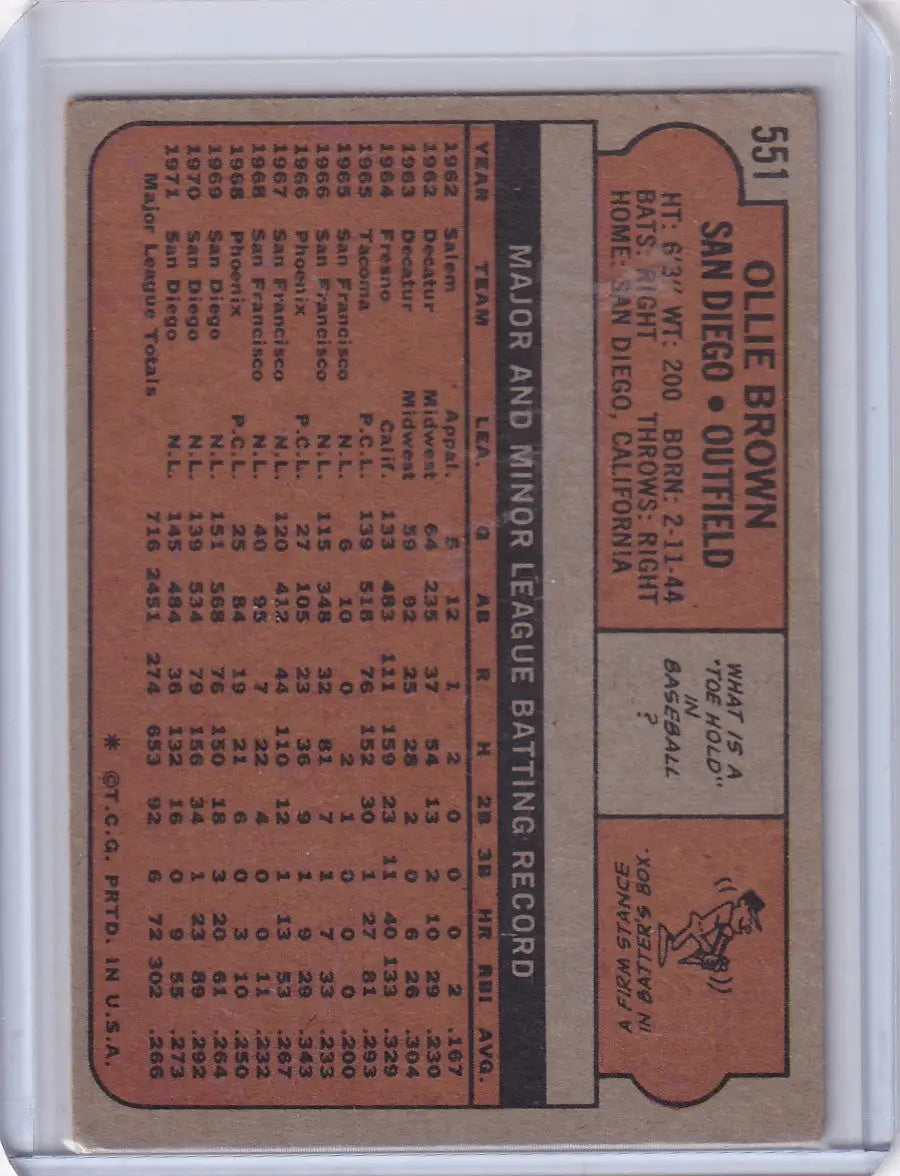 551
OLLIE BROWN
SAN DIEGO • OUTFIELD
HT: 6'3" WT: 200 BORN: 2-11-44
BATS: RIGHT THROWS: RIGHT
HOME: SAN DIEGO, CALIFORNIA
WHAT IS A
"TOE HOLD"
IN
BASEBALL
?
A FIRM STANCE
IN BATTER'S BOX.
MAJOR AND MINOR LEAGUE BATTING RECORD
YEAR TEAM LEA. G AB R H 2B 3B HR RBI AVG.
1962 Salem Appal. 5 12 1 2 0 0 0 2 .167
1962 Decatur Midwest 64 235 37 54 13 2 10 29 .230
1963 Decatur Midwest 59 92 25 28 2 0 6 26 .304
1964 Fresno Calif. 133 483 111 159 23 11 40 133 .329
1965 Tacoma P.C.L. 139 518 76 152 30 1 27 81 .293
1965 San Francisco N.L. 6 10 0 2 1 0 0 0 .200
1966 San Francisco N.L. 115 348 32 81 7 1 7 33 .233
1966 Phoenix P.C.L. 27 105 23 36 9 1 9 29 .343
1967 San Francisco N.L. 120 412 44 110 12 1 13 53 .267
1968 San Francisco N.L. 40 95 7 22 4 0 0 11 .232
1968 Phoenix P.C.L. 25 84 19 21 6 0 3 10 .250
1969 San Diego N.L. 151 568 76 150 18 3 20 61 .264
1970 San Diego N.L. 139 534 79 156 34 1 23 89 .292
1971 San Diego N.L. 145 484 36 132 16 0 9 55 .273
Major League Totals 716 2451 274 653 92 6 72 302 .266
* ©T.C.G. PRTD. IN U.S.A.